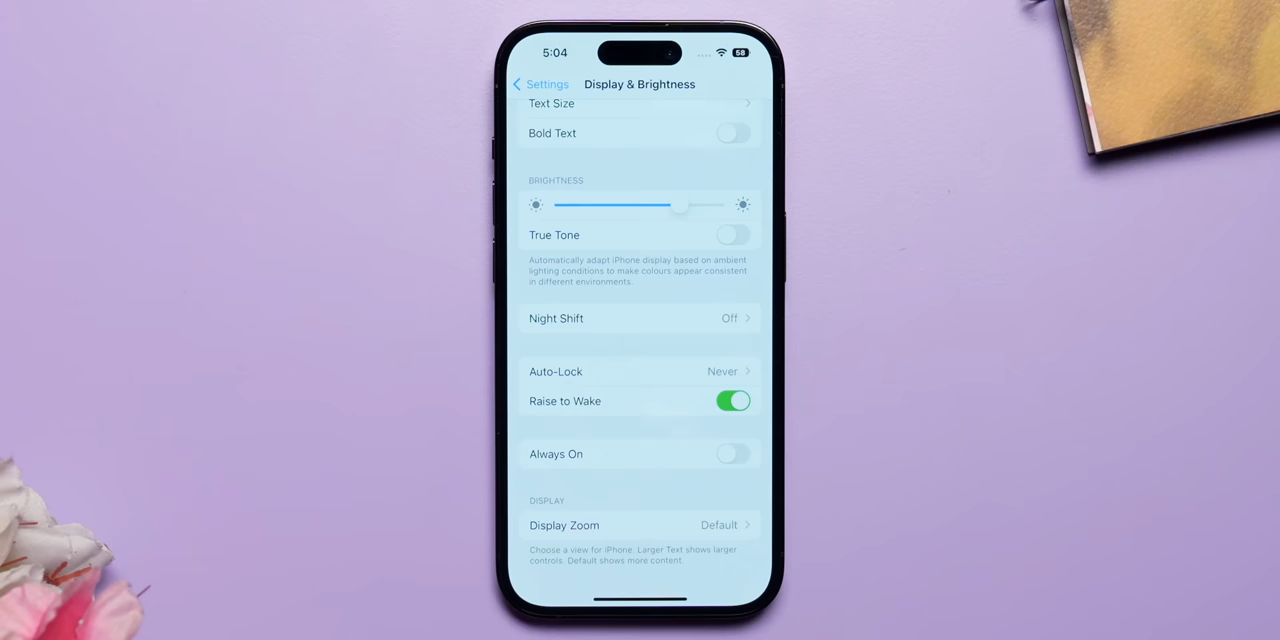 5:04
58
Settings
Display & Brightness
Text Size
Bold Text
BRIGHTNESS
True Tone
Automatically adapt iPhone display based on ambient
lighting conditions to make colours appear consistent
in different environments.
Night Shift
Off
Auto-Lock
Never
Raise to Wake
Always On
DISPLAY
Display Zoom
Default
Choose a view for iPhone. Larger Text shows larger
controls. Default shows more content.